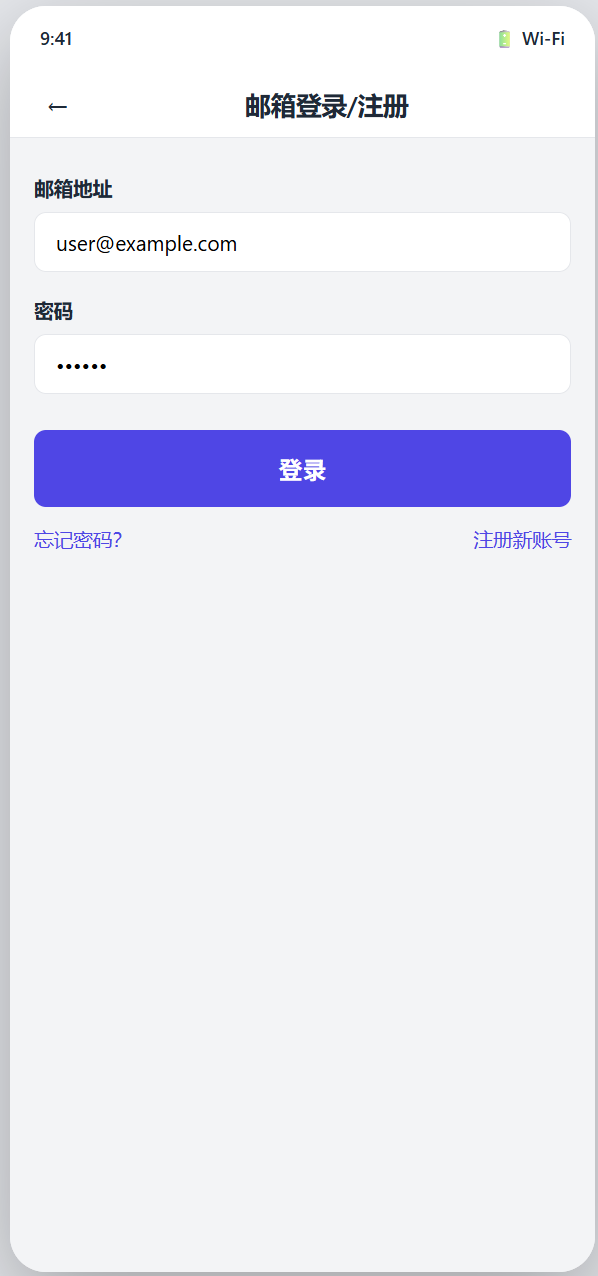 9:41 🔋 Wi-Fi
← 邮箱登录/注册
邮箱地址
user@example.com
密码
••••••
登录
忘记密码？ 注册新账号